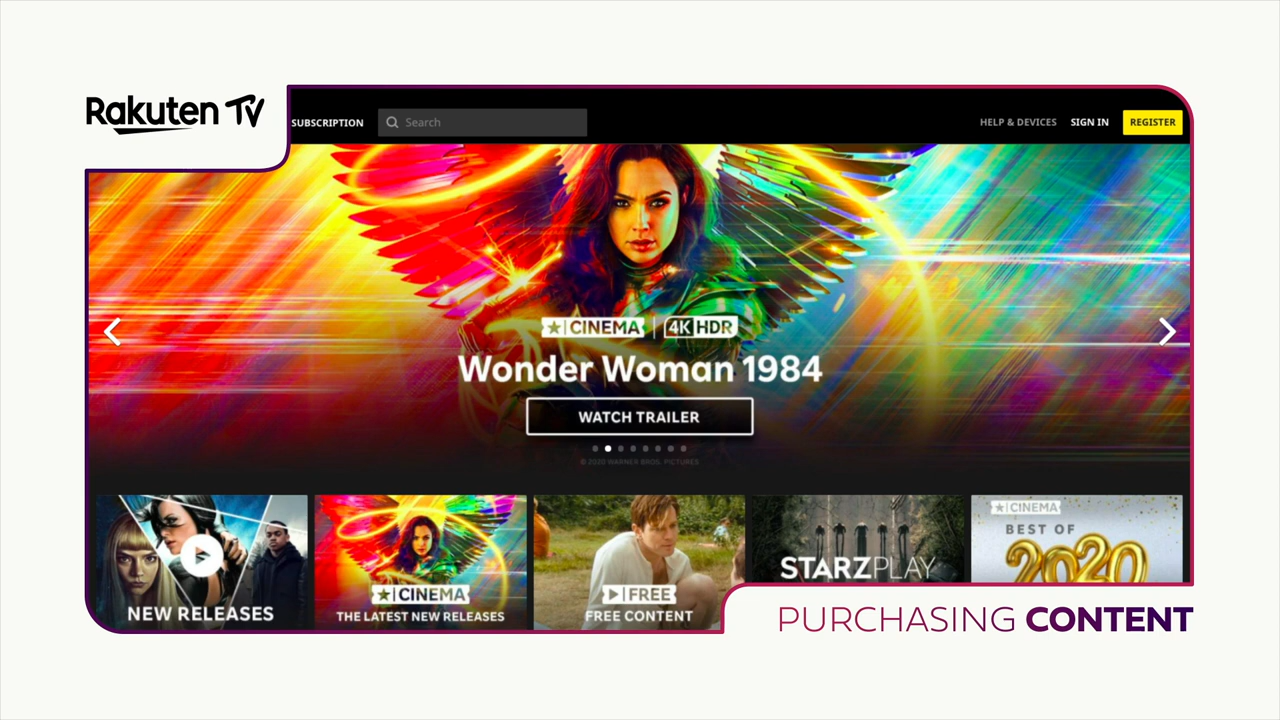 Rakuten TV
SUBSCRIPTION
Search
HELP & DEVICES
SIGN IN
REGISTER
CINEMA | 4K HDR
Wonder Woman 1984
WATCH TRAILER
© 2020 WARNER BROS. PICTURES
NEW RELEASES
CINEMA
THE LATEST NEW RELEASES
FREE
FREE CONTENT
STARZPLAY
CINEMA
BEST OF
2020
PURCHASING CONTENT